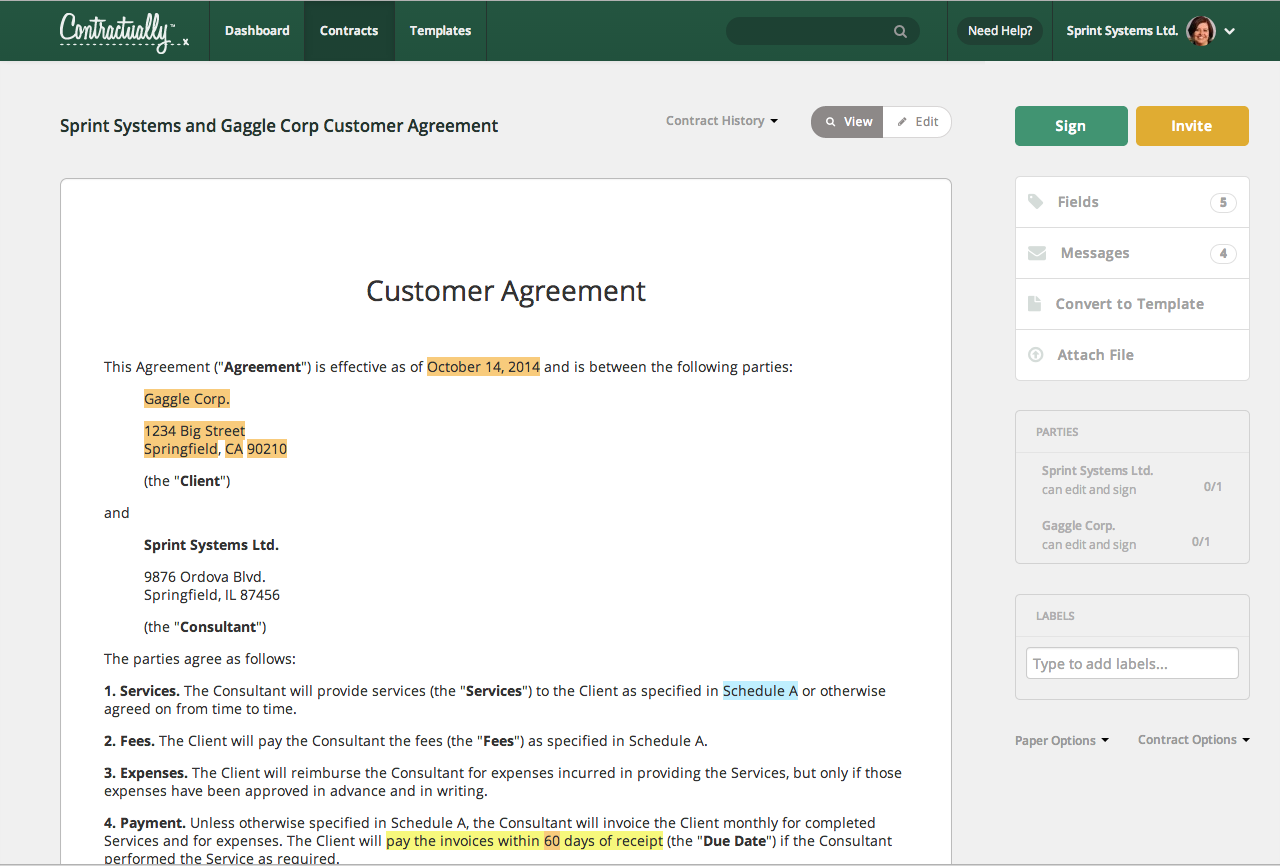 Contractually™ x
Dashboard
Contracts
Templates
Need Help?
Sprint Systems Ltd.
Sprint Systems and Gaggle Corp Customer Agreement
Contract History
View
Edit
Sign
Invite
Customer Agreement
This Agreement ("Agreement") is effective as of October 14, 2014 and is between the following parties:
Gaggle Corp.
1234 Big Street
Springfield, CA 90210
(the "Client")
and
Sprint Systems Ltd.
9876 Ordova Blvd.
Springfield, IL 87456
(the "Consultant")
The parties agree as follows:
1. Services. The Consultant will provide services (the "Services") to the Client as specified in Schedule A or otherwise
agreed on from time to time.
2. Fees. The Client will pay the Consultant the fees (the "Fees") as specified in Schedule A.
3. Expenses. The Client will reimburse the Consultant for expenses incurred in providing the Services, but only if those
expenses have been approved in advance and in writing.
4. Payment. Unless otherwise specified in Schedule A, the Consultant will invoice the Client monthly for completed
Services and for expenses. The Client will pay the invoices within 60 days of receipt (the "Due Date") if the Consultant
performed the Service as required.
Fields 5
Messages 4
Convert to Template
Attach File
PARTIES
Sprint Systems Ltd.
can edit and sign 0/1
Gaggle Corp.
can edit and sign 0/1
LABELS
Type to add labels...
Paper Options
Contract Options